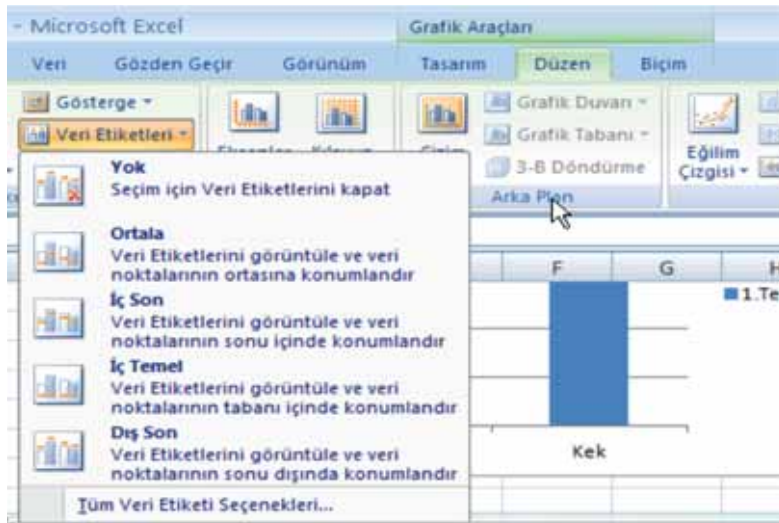 - Microsoft Excel
Grafik Araçları
Veri Gözden Geçir Görünüm Tasarım Düzen Biçim
Gösterge
Veri Etiketleri
Grafik Duvarı
Grafik Tabanı
3-B Döndürme
Eğilim
Çizgisi
Arka Plan
Yok
Seçim için Veri Etiketlerini kapat
Ortala
Veri Etiketlerini görüntüle ve veri
noktalarının ortasına konumlandır
İç Son
Veri Etiketlerini görüntüle ve veri
noktalarının sonu içinde konumlandır
İç Temel
Veri Etiketlerini görüntüle ve veri
noktalarının tabanı içinde konumlandır
Dış Son
Veri Etiketlerini görüntüle ve veri
noktalarının sonu dışında konumlandır
Tüm Veri Etiketi Seçenekleri...
F G H
1.Te
Kek